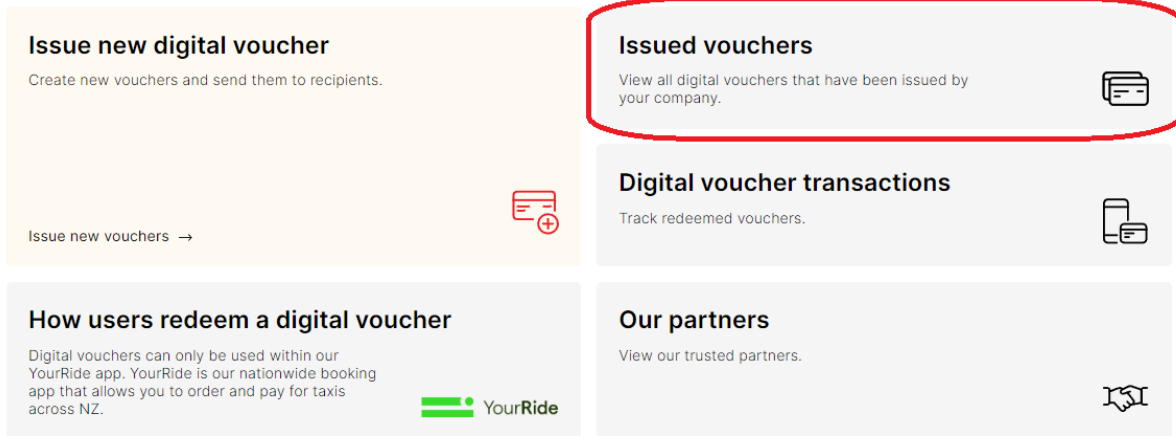 Issue new digital voucher
Create new vouchers and send them to recipients.
Issue new vouchers →
Issued vouchers
View all digital vouchers that have been issued by
your company.
Digital voucher transactions
Track redeemed vouchers.
How users redeem a digital voucher
Digital vouchers can only be used within our
YourRide app. YourRide is our nationwide booking
app that allows you to order and pay for taxis
across NZ.
YourRide
Our partners
View our trusted partners.